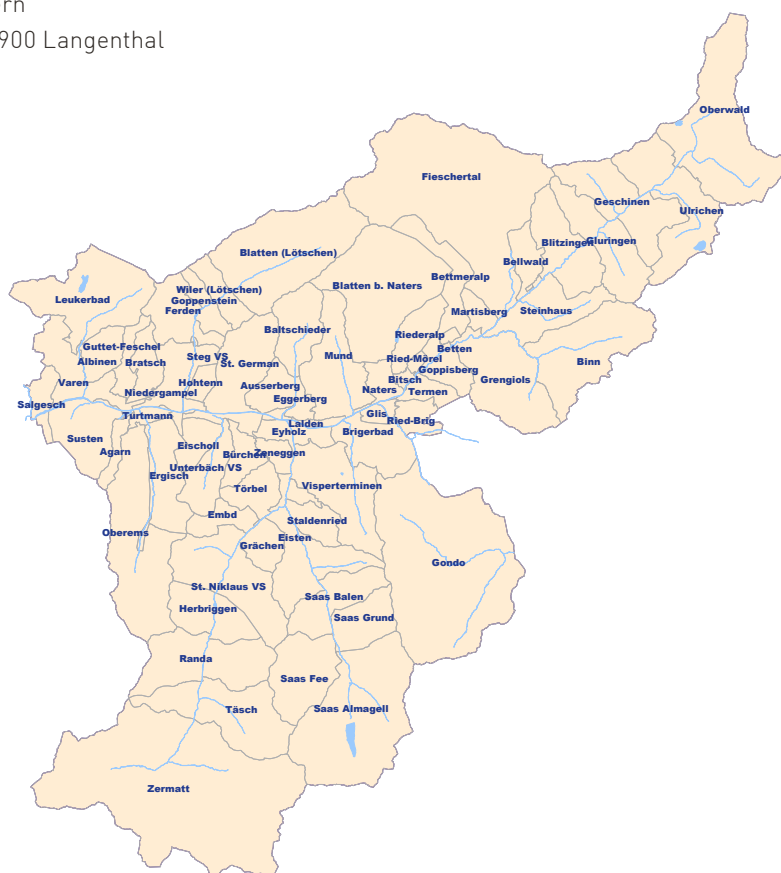 ern
900 Langenthal
Oberwald
Fieschertal
Geschinen
Ulrichen
Blitzingen
Gluringen
Blatten (Lötschen)
Bellwald
Bettmeralp
Blatten b. Naters
Wiler (Lötschen)
Leukerbad
Goppenstein
Ferden
Martisberg
Steinhaus
Baltschieder
Riederalp
Guttet-Feschel
Betten
Albinen
Bratsch
Steg VS
St. German
Mund
Ried-Mörel
Binn
Goppisberg
Varen
Hohtenn
Ausserberg
Naters
Bitsch
Grengiols
Niedergampel
Eggerberg
Termen
Salgesch
Turtmann
Glis
Ried-Brig
Lalden
Eyholz
Brigerbad
Susten
Agarn
Eischoll
Bürchen
Zeneggen
Unterbäch VS
Ergisch
Törbel
Visperterminen
Embd
Staldenried
Oberems
Eisten
Grächen
Gondo
St. Niklaus VS
Saas Balen
Herbriggen
Saas Grund
Randa
Saas Fee
Täsch
Saas Almagell
Zermatt